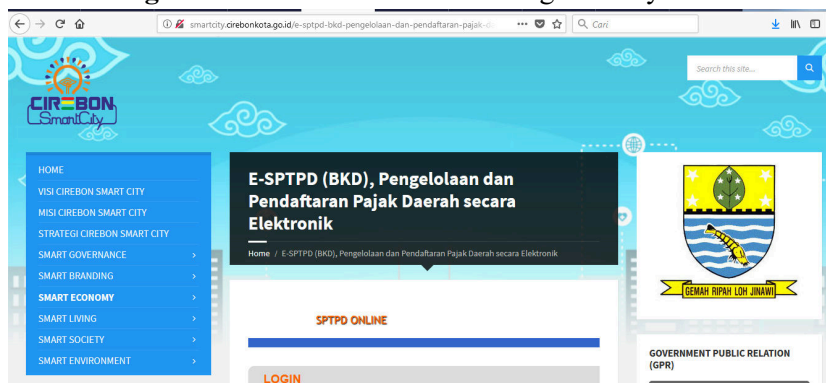 smartcity.cirebonkota.go.id/e-sptpd-bkd-pengelolaan-dan-pendaftaran-pajak-d
Cari
CIREBON
SmartCity
Search this site...
HOME
VISI CIREBON SMART CITY
MISI CIREBON SMART CITY
STRATEGI CIREBON SMART CITY
SMART GOVERNANCE
SMART BRANDING
SMART ECONOMY
SMART LIVING
SMART SOCIETY
SMART ENVIRONMENT
E-SPTPD (BKD), Pengelolaan dan
Pendaftaran Pajak Daerah secara
Elektronik
Home / E-SPTPD (BKD), Pengelolaan dan Pendaftaran Pajak Daerah secara Elektronik
SPTPD ONLINE
LOGIN
GEMAH RIPAH LOH JINAWI
GOVERNMENT PUBLIC RELATION
(GPR)